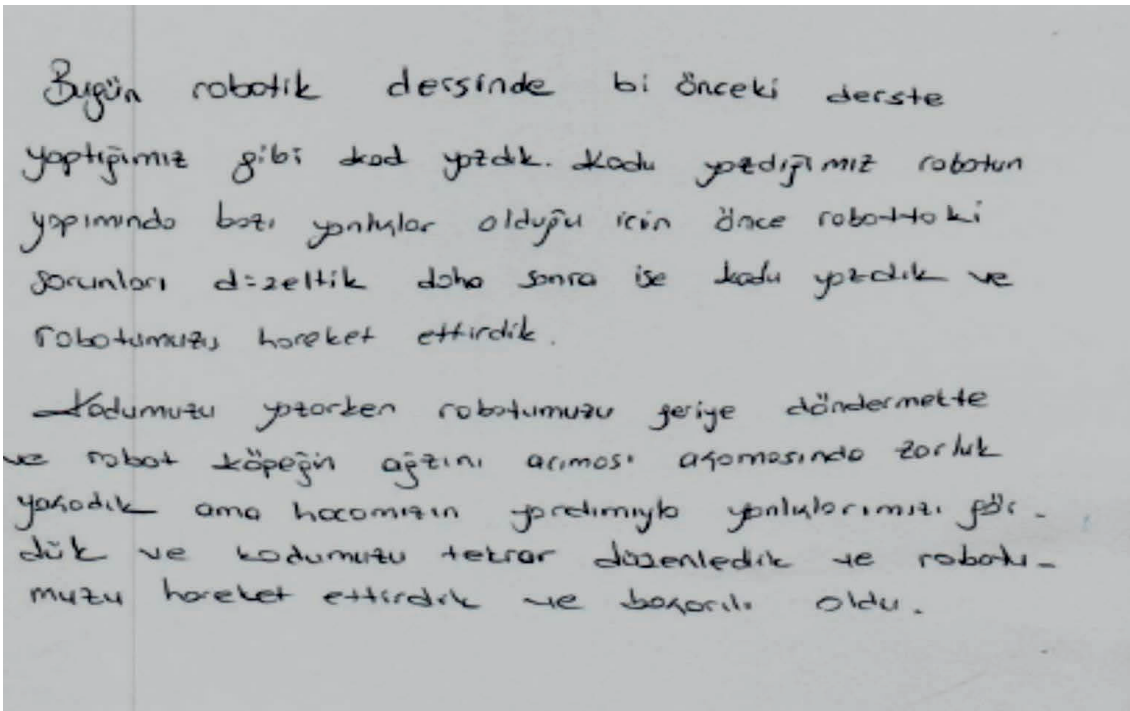 Bugün robotik dersinde bi önceki derste
yaptığımız gibi kod yazdık. Kodu yazdığımız robotun
yapımında bazı yanlışlar olduğu için önce robottaki
sorunları düzeltik daha sonra ise kodu yazdık ve
robotumuzu hareket ettirdik.
Kodumuzu yazarken robotumuzu geriye döndermekte
ve robot köpeğin ağzını açması aşamasında zorluk
yaşadık ama hocamızın yardımıyla yanlışlarımızı gör-
dük ve kodumuzu tekrar düzenledik ve robotu-
muzu hareket ettirdik ve başarılı oldu.